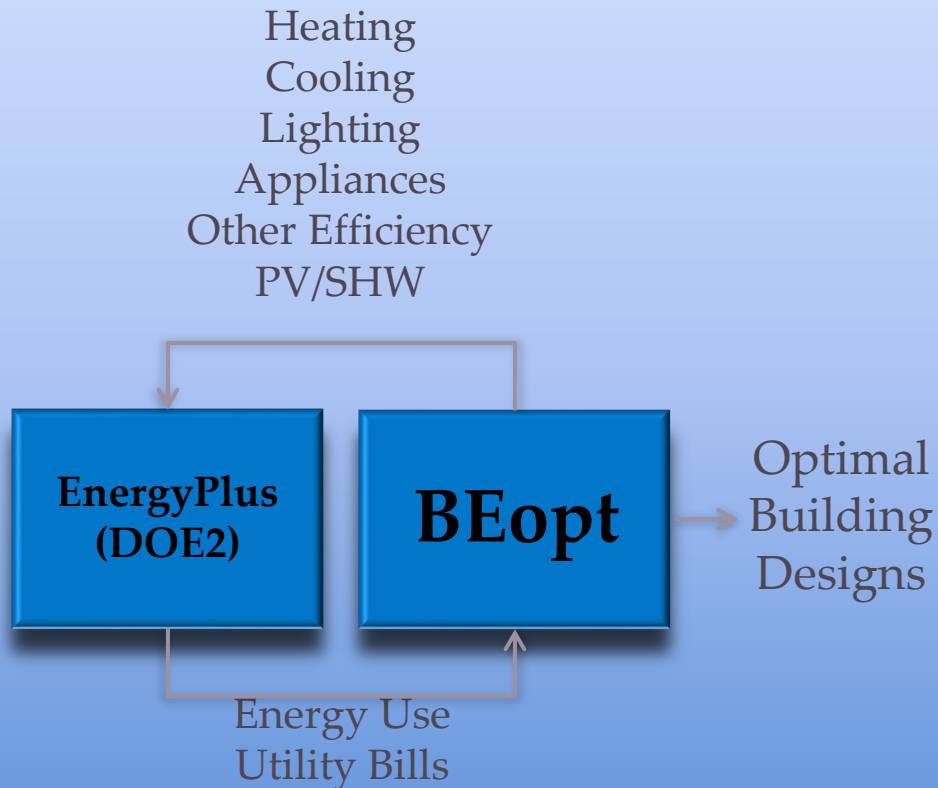 Heating
Cooling
Lighting
Appliances
Other Efficiency
PV/SHW
EnergyPlus
(DOE2)
BEopt
Optimal
Building
Designs
Energy Use
Utility Bills